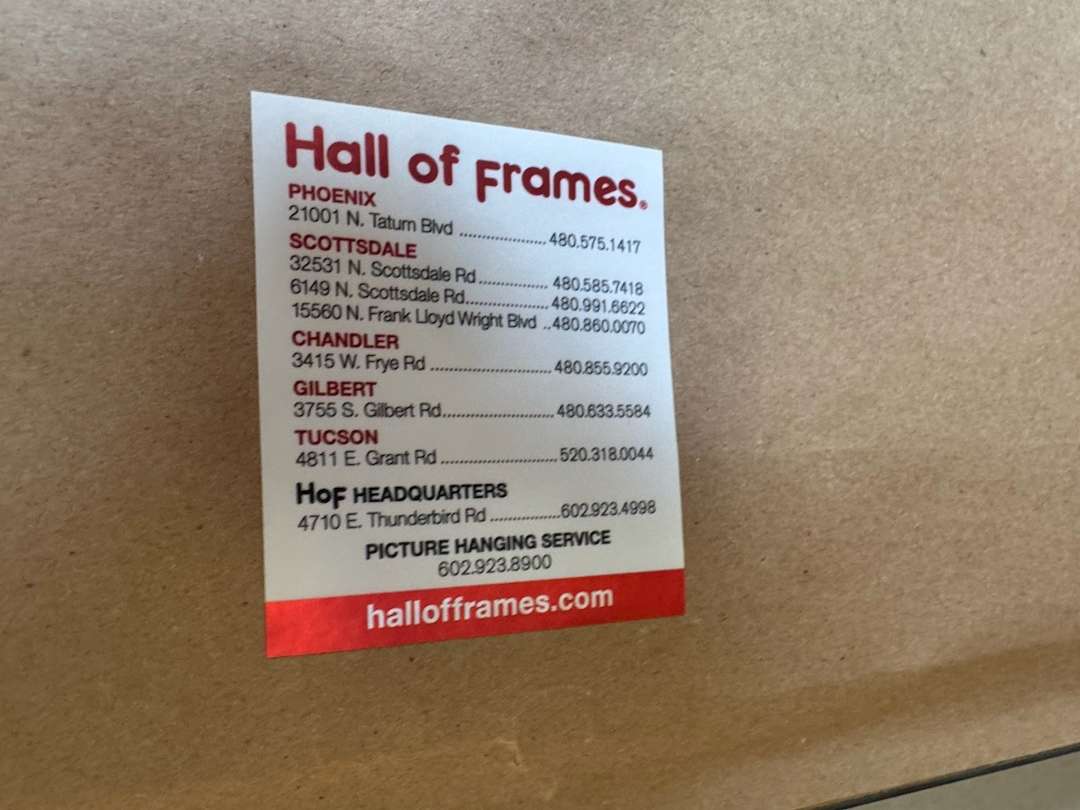 Hall of Frames®
PHOENIX
21001 N. Tatum Blvd ................... 480.575.1417
SCOTTSDALE
32531 N. Scottsdale Rd ............... 480.585.7418
6149 N. Scottsdale Rd.................. 480.991.6622
15560 N. Frank Lloyd Wright Blvd ..480.860.0070
CHANDLER
3415 W. Frye Rd ........................... 480.855.9200
GILBERT
3755 S. Gilbert Rd......................... 480.633.5584
TUCSON
4811 E. Grant Rd .......................... 520.318.0044
HOF HEADQUARTERS
4710 E. Thunderbird Rd ................602.923.4998
PICTURE HANGING SERVICE
602.923.8900
hallofframes.com